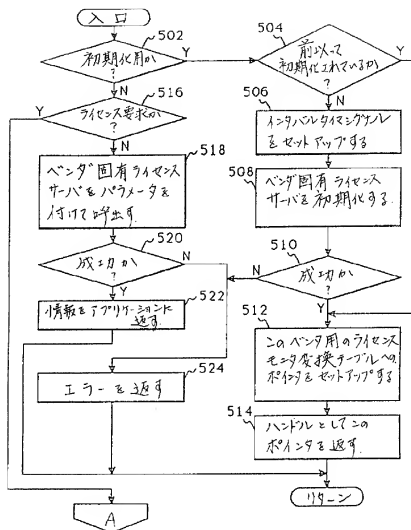 入口
502
初期化用か
?
Y
N
504
前以って
初期化されているか
?
Y
N
516
ライセンス要求か
?
Y
N
506
インタバルタイミングシグナル
をセットアップする
518
ベンダ固有ライセンス
サーバをパラメータを
付けて呼出す.
508
ベンダ固有ライセンス
サーバを初期化する.
520
成功か
?
N
Y
510
成功か
?
N
Y
522
情報をアプリケーションに
返す.
512
このベンダ用のライセンス
モニタ変換テーブルへの
ポインタをセットアップする
524
エラーを返す
514
ハンドルとしてこの
ポインタを返す.
リターン
A